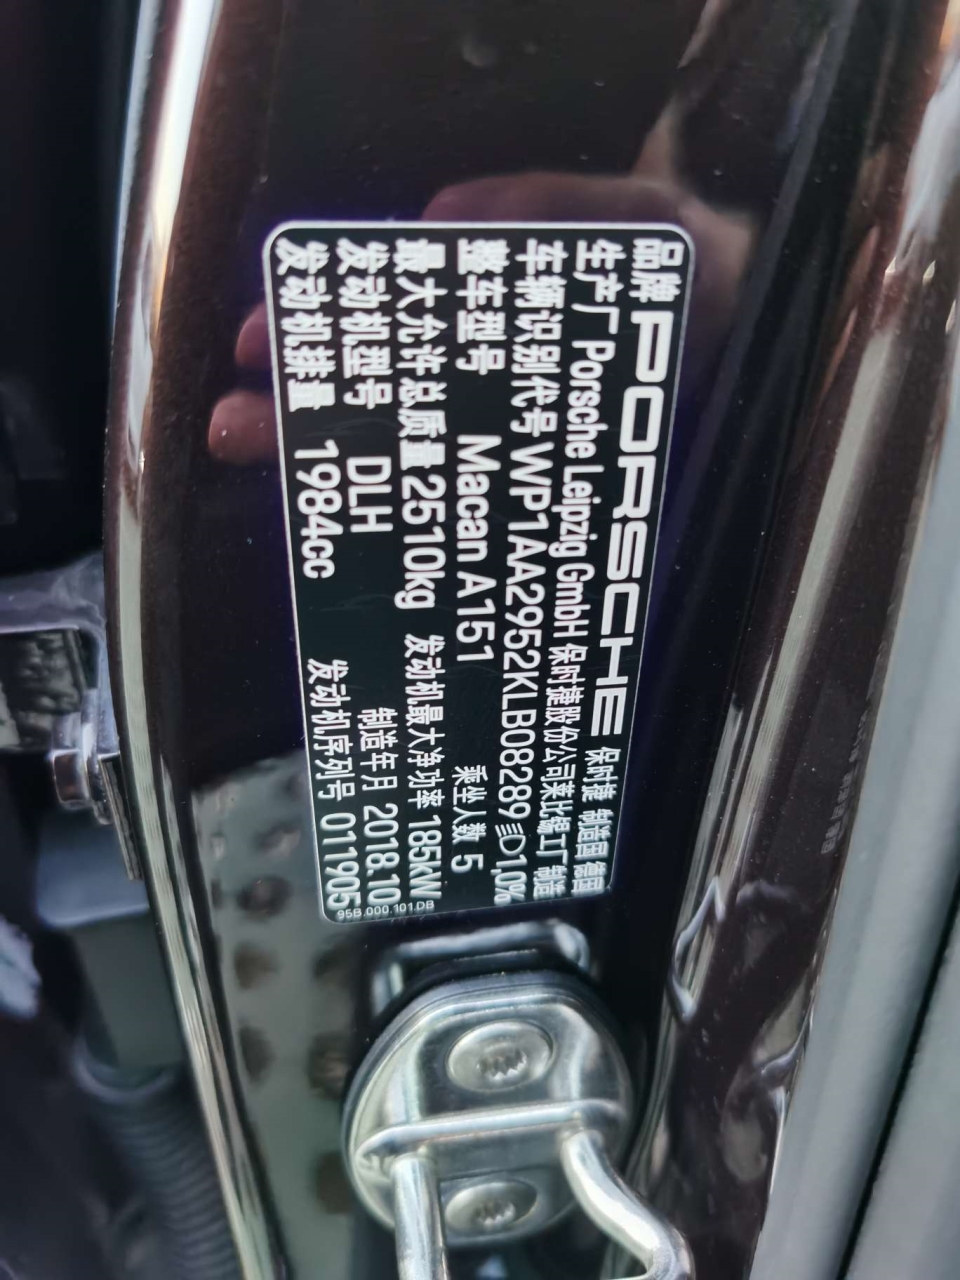 品牌 PORSCHE 保时捷 制造国 德国
生产厂 Porsche Leipzig GmbH 保时捷股份公司莱比锡工厂制造
车辆识别代号 WP1AA2952KLB08289 1,0%
整车型号 Macan A151 乘坐人数 5
最大允许总质量 2510kg 发动机最大净功率 185kW
发动机型号 DLH 制造年月 2018.10
发动机排量 1984cc 发动机序列号 011905
95B.000.101.DB